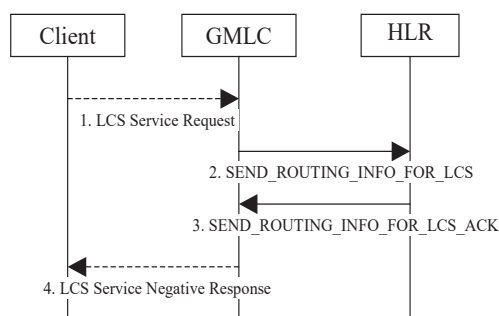 Client
GMLC
HLR
1. LCS Service Request
2. SEND_ROUTING_INFO_FOR_LCS
3. SEND_ROUTING_INFO_FOR_LCS_ACK
4. LCS Service Negative Response